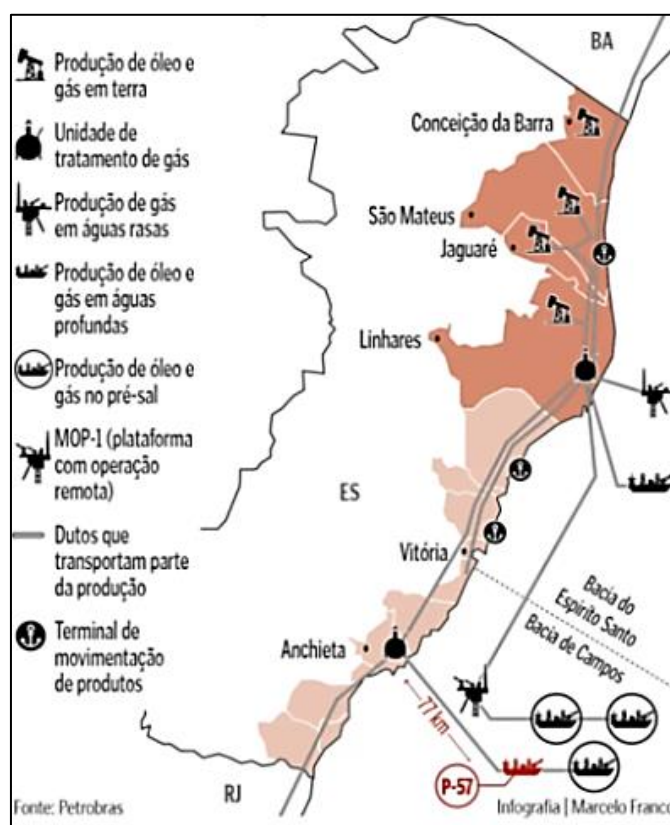 Produção de óleo e
gás em terra
Unidade de
tratamento de gás
Produção de gás
em águas rasas
Produção de óleo e
gás em águas
profundas
Produção de óleo e
gás no pré-sal
MOP-1 (plataforma
com operação
remota)
Dutos que
transportam parte
da produção
Terminal de
movimentação
de produtos
BA
Conceição da Barra
São Mateus
Jaguaré
Linhares
ES
Vitória
Bacia do
Espírito Santo
Bacia de Campos
Anchieta
77 km
P-57
RJ
Fonte: Petrobras
Infografia | Marcelo Franco